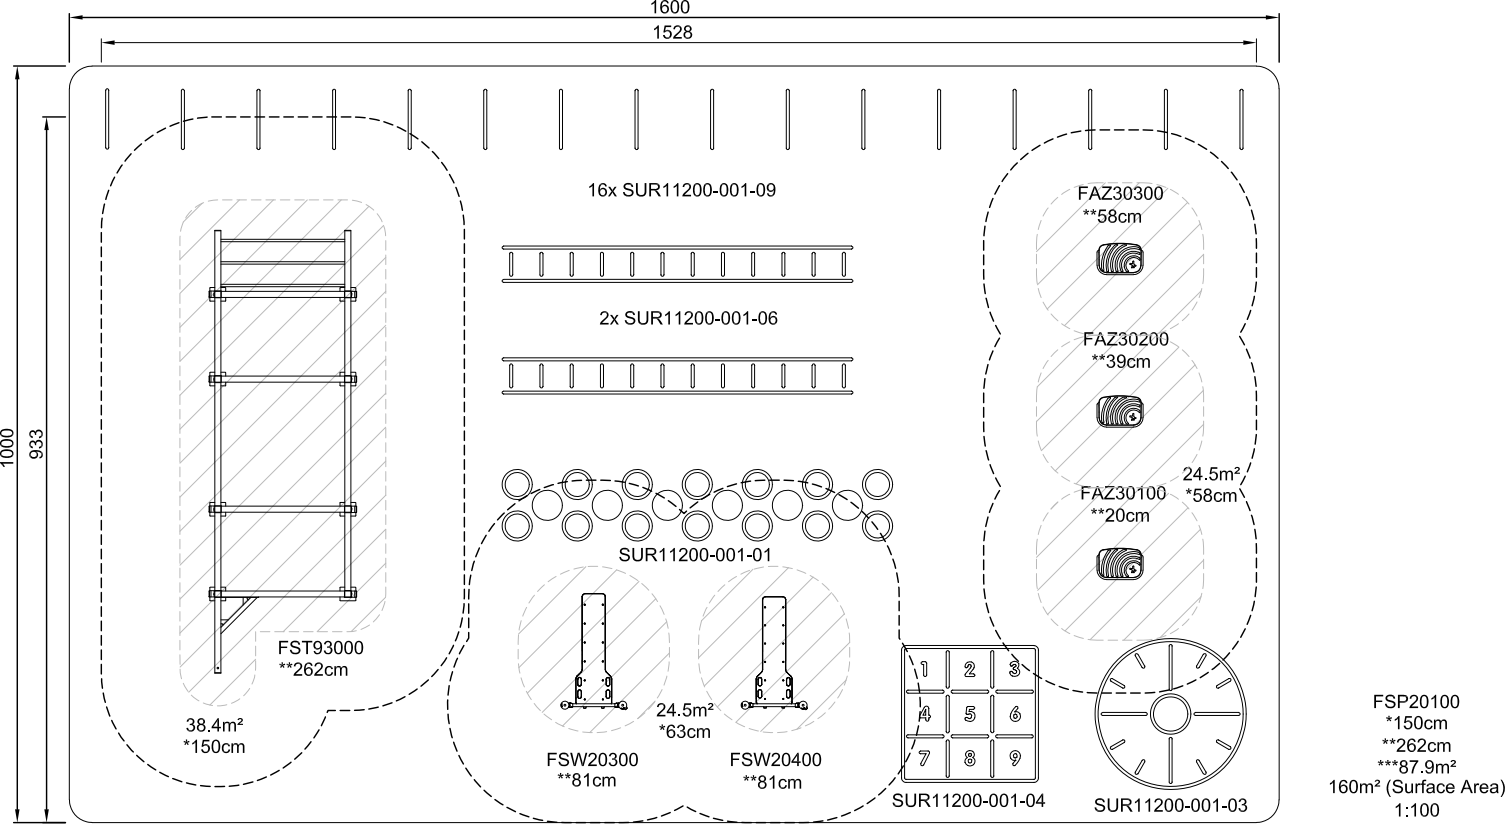 1600
1528
1000
933
16x SUR11200-001-09
2x SUR11200-001-06
FAZ30300
**58cm
FAZ30200
**39cm
24.5m²
*58cm
FAZ30100
**20cm
SUR11200-001-01
FST93000
**262cm
38.4m²
*150cm
24.5m²
*63cm
FSW20300
**81cm
FSW20400
**81cm
1 2 3
4 5 6
7 8 9
SUR11200-001-04
SUR11200-001-03
FSP20100
*150cm
**262cm
***87.9m²
160m² (Surface Area)
1:100